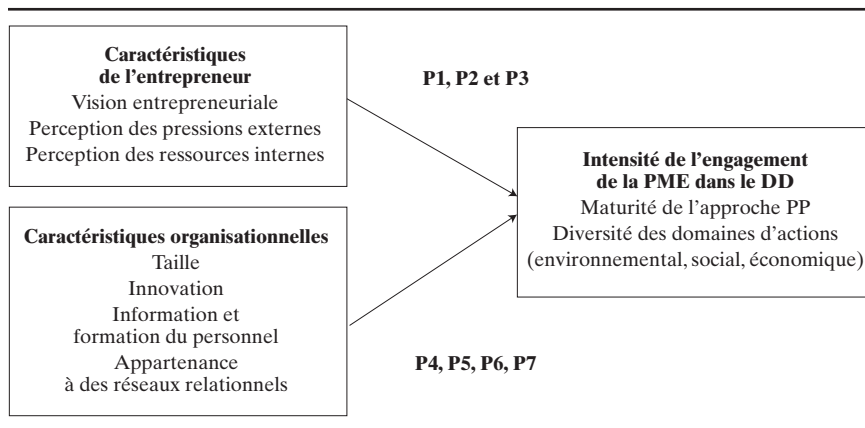 Caractéristiques
de l'entrepreneur
Vision entrepreneuriale
Perception des pressions externes
Perception des ressources internes
P1, P2 et P3
Intensité de l'engagement
de la PME dans le DD
Maturité de l'approche PP
Diversité des domaines d'actions
(environnemental, social, économique)
Caractéristiques organisationnelles
Taille
Innovation
Information et
formation du personnel
Appartenance
à des réseaux relationnels
P4, P5, P6, P7